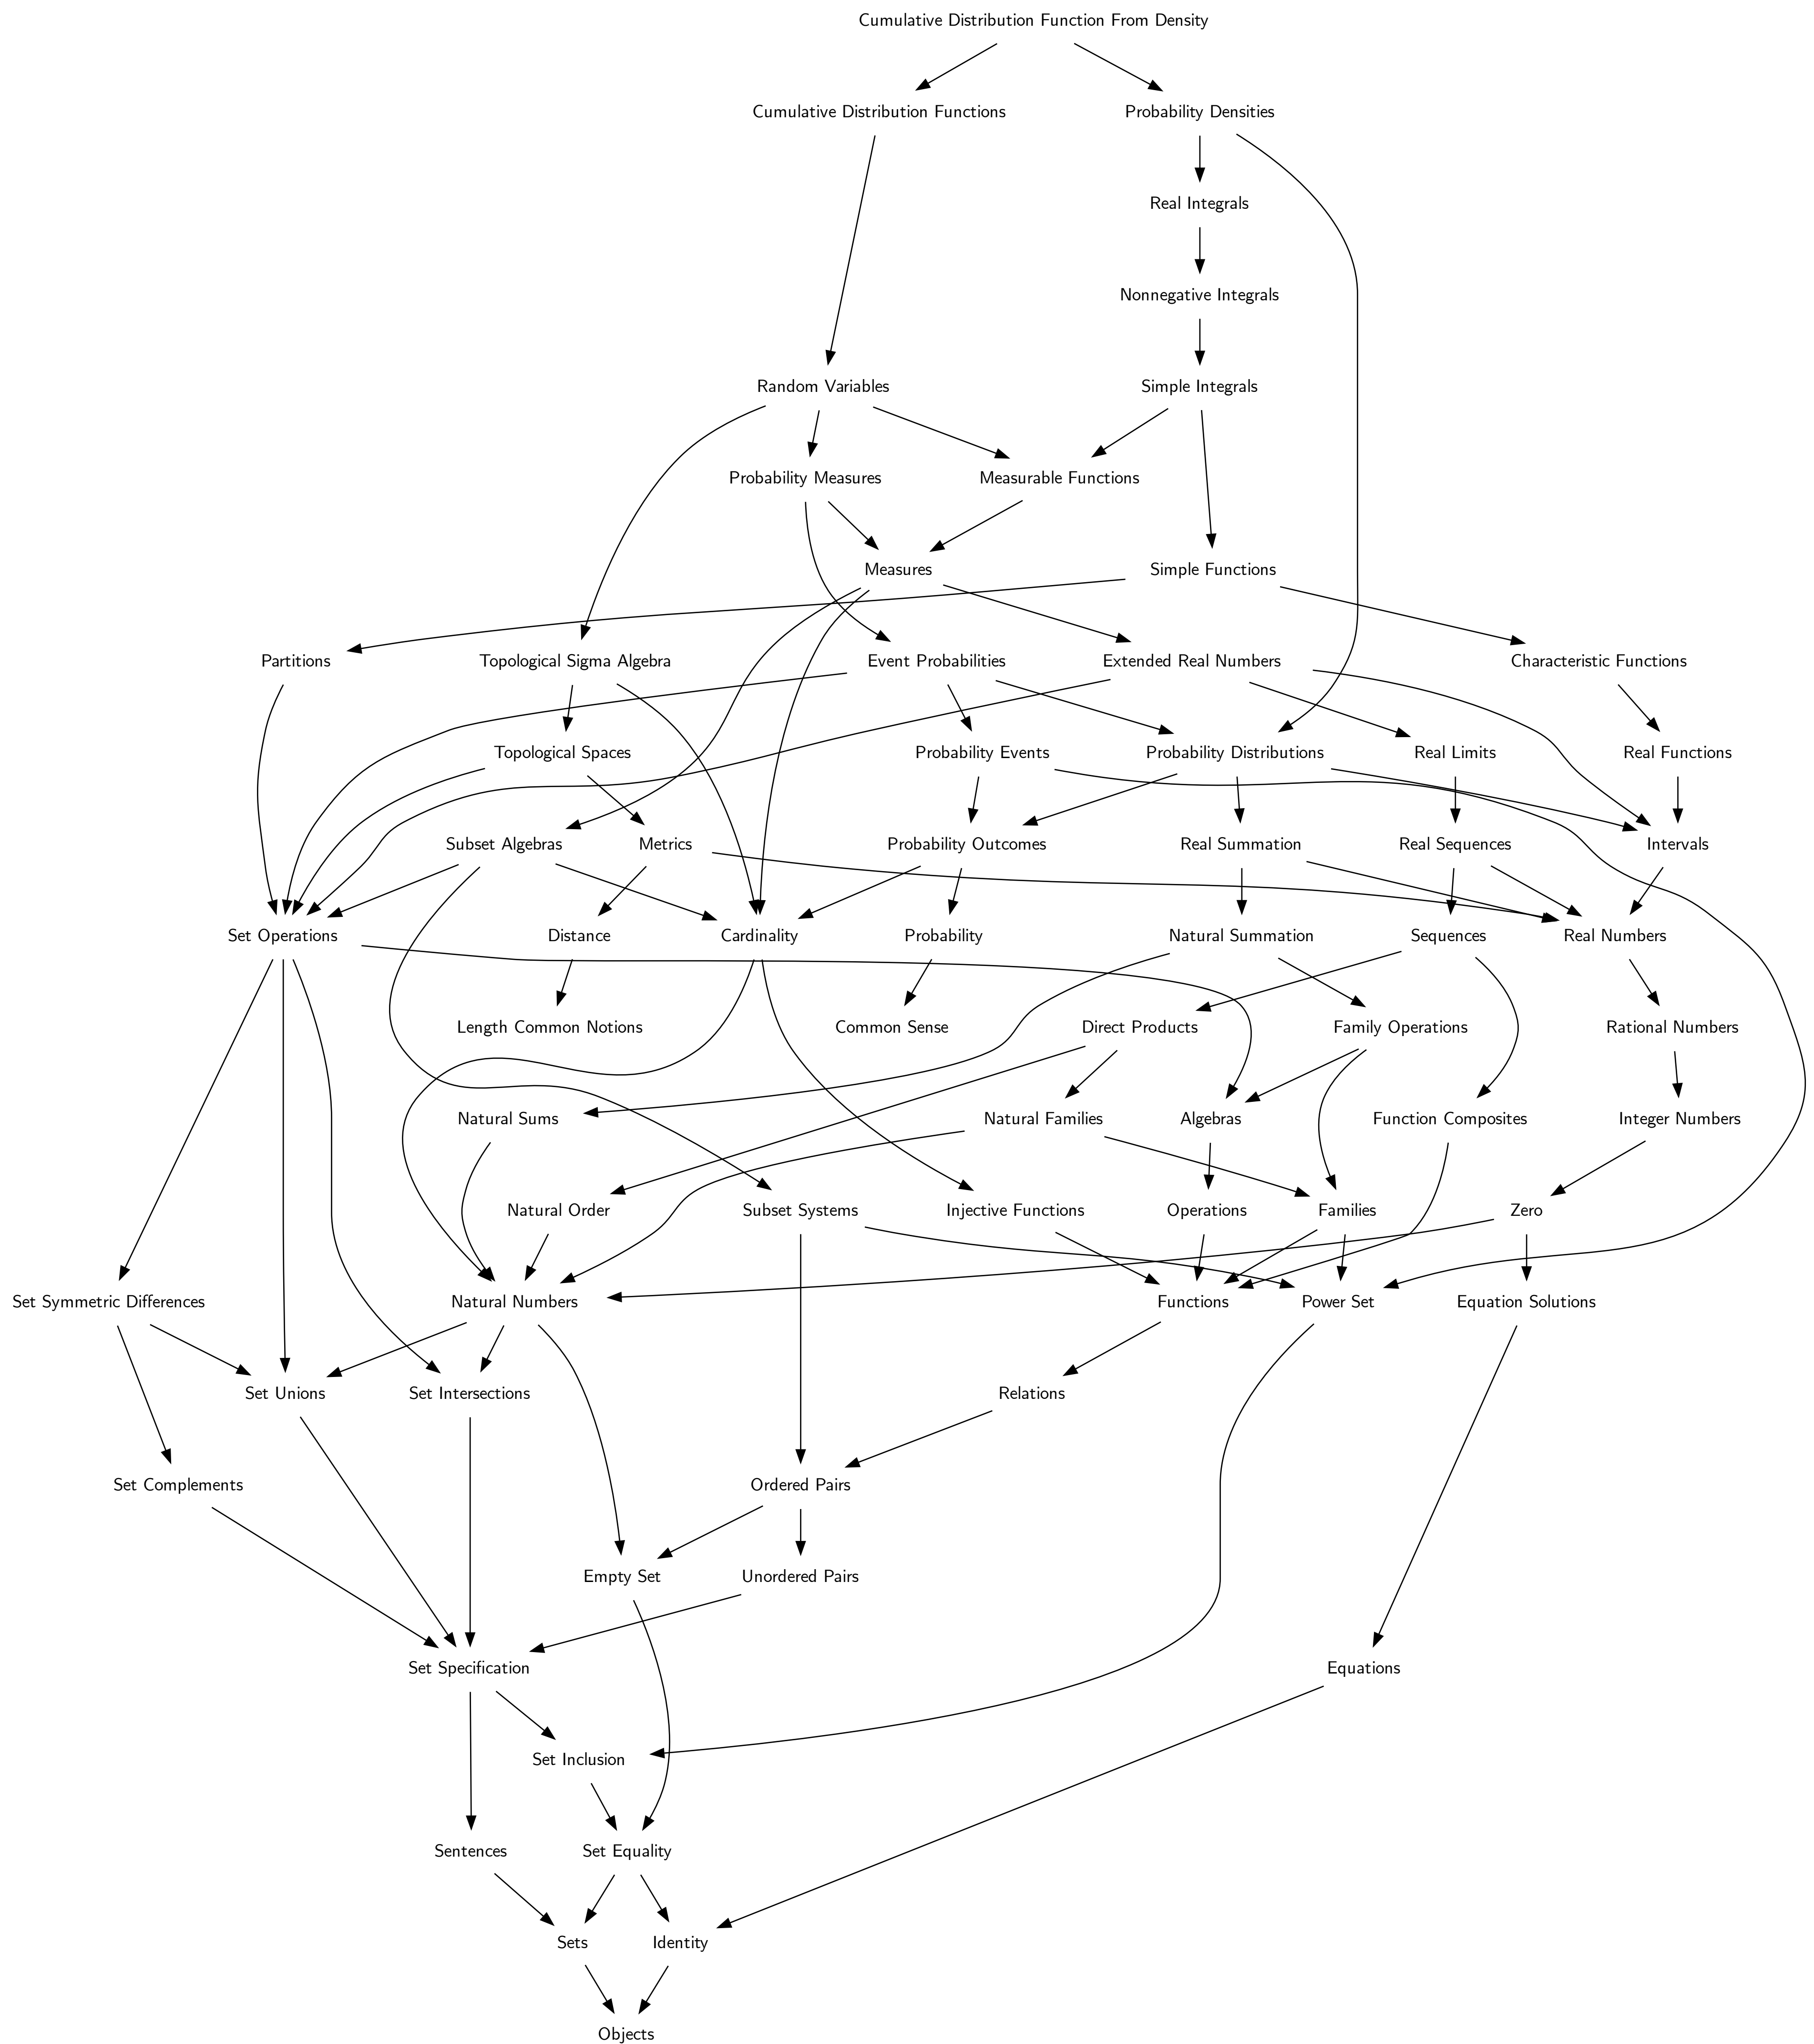 Cumulative Distribution Function From Density
Cumulative Distribution Functions
Probability Densities
Real Integrals
Nonnegative Integrals
Random Variables
Simple Integrals
Probability Measures
Measurable Functions
Measures
Simple Functions
Partitions
Topological Sigma Algebra
Event Probabilities
Extended Real Numbers
Characteristic Functions
Topological Spaces
Probability Events
Probability Distributions
Real Limits
Real Functions
Subset Algebras
Metrics
Probability Outcomes
Real Summation
Real Sequences
Intervals
Set Operations
Distance
Cardinality
Probability
Natural Summation
Sequences
Real Numbers
Length Common Notions
Common Sense
Direct Products
Family Operations
Rational Numbers
Natural Sums
Natural Families
Algebras
Function Composites
Integer Numbers
Natural Order
Subset Systems
Injective Functions
Operations
Families
Zero
Set Symmetric Differences
Natural Numbers
Functions
Power Set
Equation Solutions
Set Unions
Set Intersections
Relations
Set Complements
Ordered Pairs
Empty Set
Unordered Pairs
Set Specification
Equations
Set Inclusion
Sentences
Set Equality
Sets
Identity
Objects